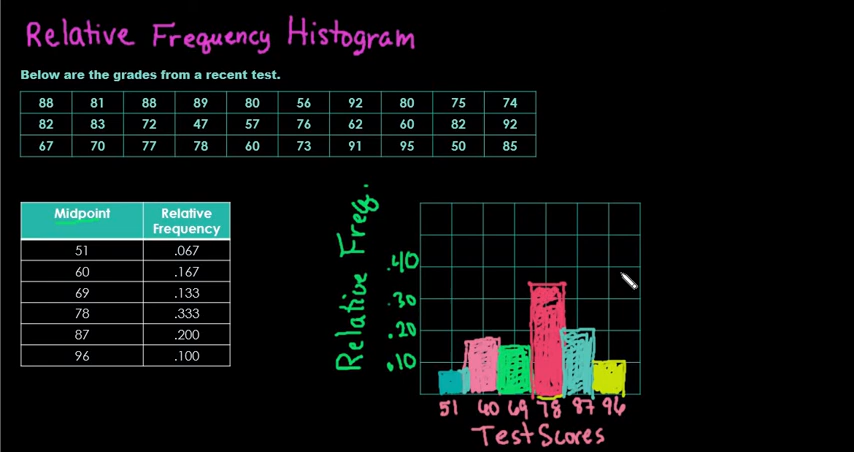 Relative Frequency Histogram
Below are the grades from a recent test.
88 81 88 89 80 56 92 80 75 74
82 83 72 47 57 76 62 60 82 92
67 70 77 78 60 73 91 95 50 85
Midpoint Relative Frequency
51 .067
60 .167
69 .133
78 .333
87 .200
96 .100
Relative Freq.
.40
.30
.20
.10
51 60 69 78 87 96
Test Scores